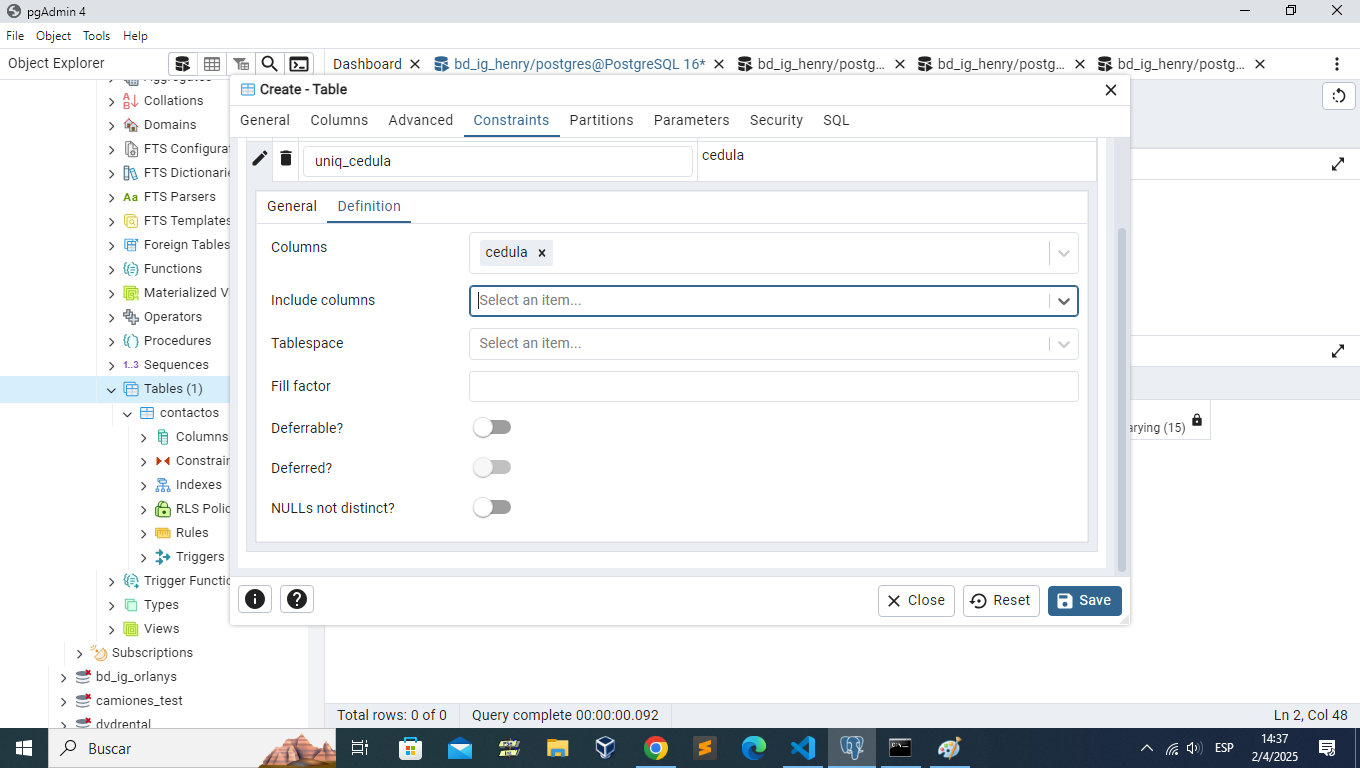 pgAdmin 4
File Object Tools Help
Object Explorer
Dashboard
bd_ig_henry/postgres@PostgreSQL 16*
bd_ig_henry/postg...
bd_ig_henry/postg...
bd_ig_henry/postg...
Aggregates
Collations
Domains
FTS Configurat
FTS Dictionarie
Aa FTS Parsers
FTS Templates
Foreign Tables
Functions
Materialized V
Operators
Procedures
1..3 Sequences
Tables (1)
contactos
Columns
Constrain
Indexes
RLS Polic
Rules
Triggers
Trigger Functio
Types
Views
Subscriptions
bd_ig_orlanys
camiones_test
dvdrental
Create - Table
General Columns Advanced Constraints Partitions Parameters Security SQL
uniq_cedula
cedula
General Definition
Columns
cedula
Include columns
Select an item...
Tablespace
Select an item...
Fill factor
Deferrable?
Deferred?
NULLs not distinct?
Close
Reset
Save
arying (15)
Total rows: 0 of 0
Query complete 00:00:00.092
Ln 2, Col 48
Buscar
ESP
14:37
2/4/2025